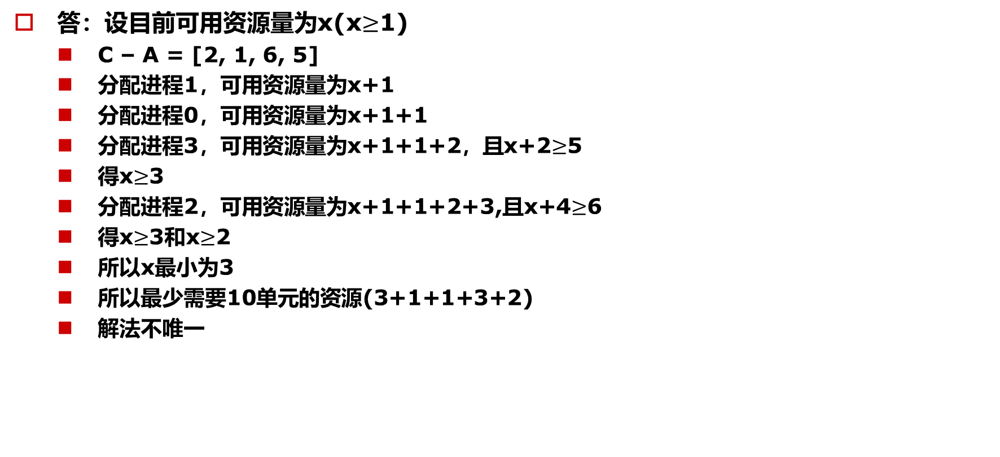 答：设目前可用资源量为x(x≥1)
C – A = [2, 1, 6, 5]
分配进程1，可用资源量为x+1
分配进程0，可用资源量为x+1+1
分配进程3，可用资源量为x+1+1+2，且x+2≥5
得x≥3
分配进程2，可用资源量为x+1+1+2+3,且x+4≥6
得x≥3和x≥2
所以x最小为3
所以最少需要10单元的资源(3+1+1+3+2)
解法不唯一